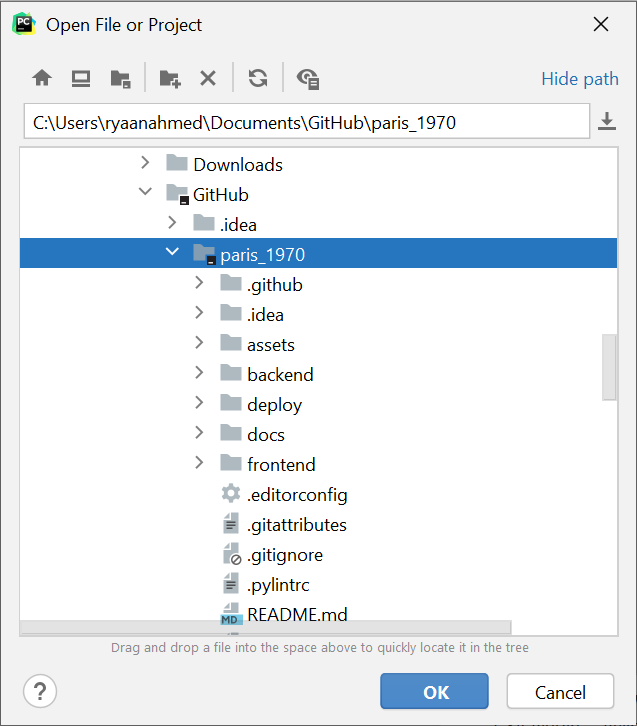 PC
Open File or Project
Hide path
C:\Users\ryaanahmed\Documents\GitHub\paris_1970
Downloads
GitHub
.idea
paris_1970
.github
.idea
assets
backend
deploy
docs
frontend
.editorconfig
.gitattributes
.gitignore
.pylintrc
MD README.md
Drag and drop a file into the space above to quickly locate it in the tree
?
OK
Cancel